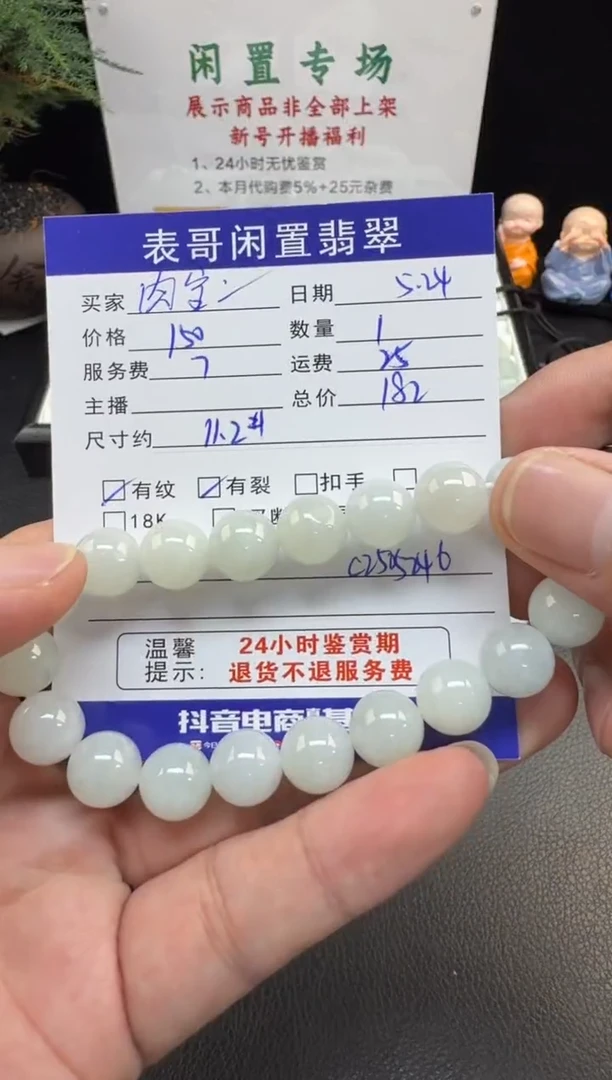 闲置专场
展示商品非全部上架
新号开播福利
1、24小时无忧鉴赏
2、本月代购费5%+25元杂费
表哥闲置翡翠
买家 肉宝 日期 5.24
价格 150 数量 1
服务费 7 运费 25
主播 总价 182
尺寸约 11.2
有纹 有裂 扣手
18K
温馨提示: 24小时鉴赏期
退货不退服务费
抖音电商